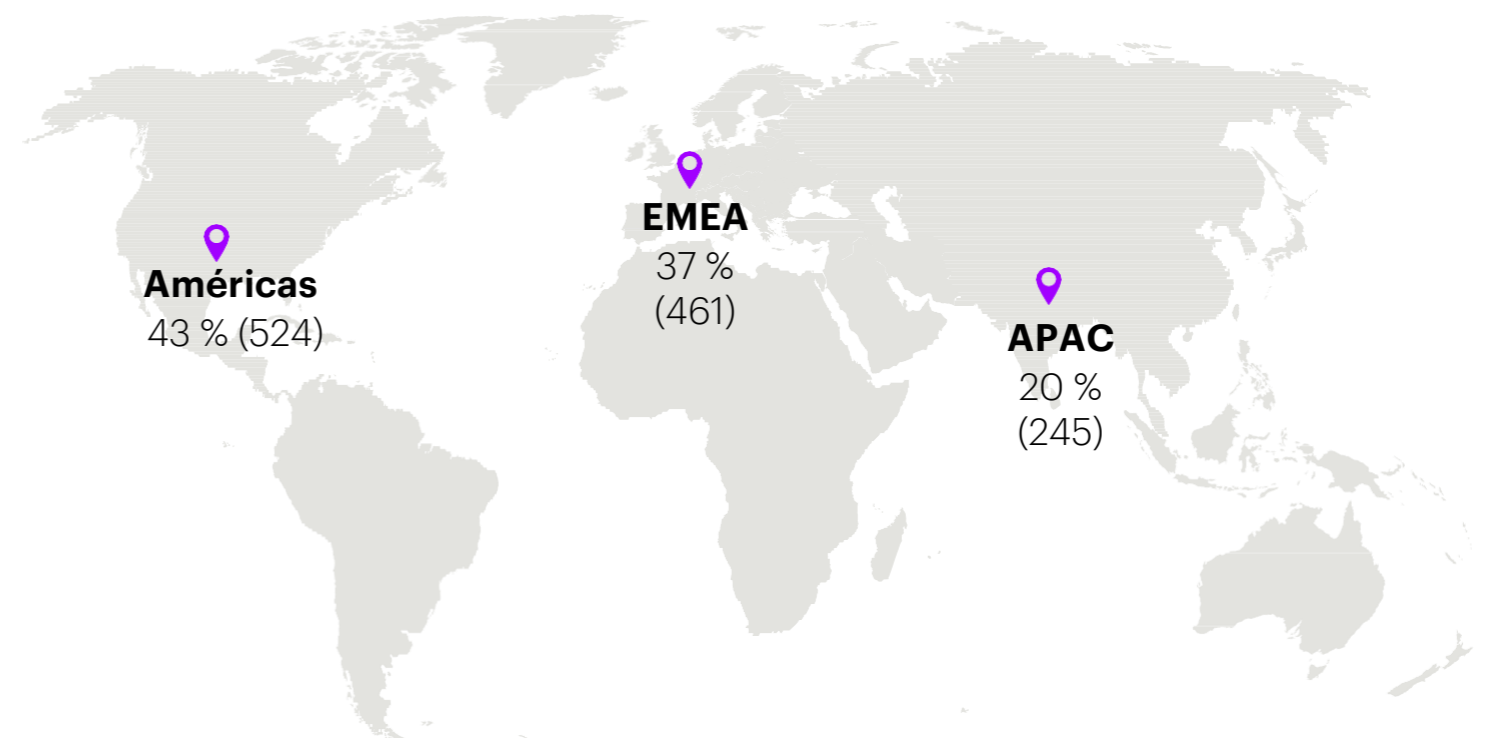 Américas
43 % (524)
EMEA
37 %
(461)
APAC
20 %
(245)